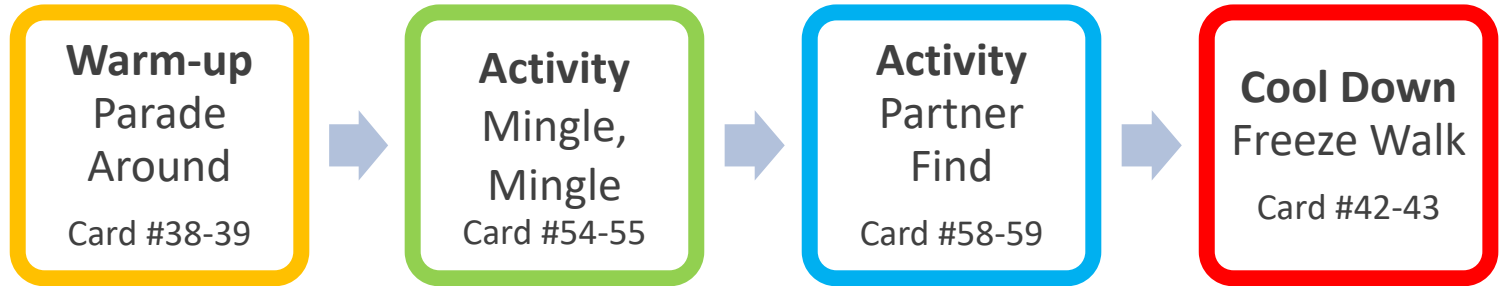 Warm-up
Parade
Around
Card #38-39
Activity
Mingle,
Mingle
Card #54-55
Activity
Partner
Find
Card #58-59
Cool Down
Freeze Walk
Card #42-43